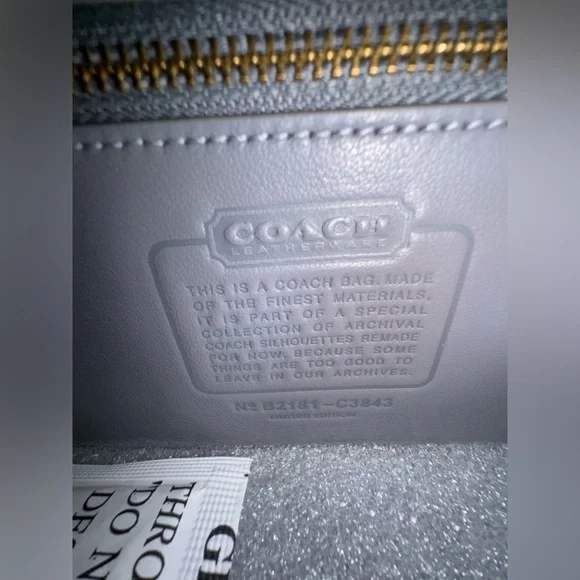 COACH
LEATHERWARE
THIS IS A COACH BAG. MADE
OF THE FINEST MATERIALS,
IT IS PART OF A SPECIAL
COLLECTION OF ARCHIVAL
COACH SILHOUETTES REMADE
FOR NOW, BECAUSE SOME
THINGS ARE TOO GOOD TO
LEAVE IN OUR ARCHIVES.
Nº B2181-C3843
LIMITED EDITION
THRO
"DO N